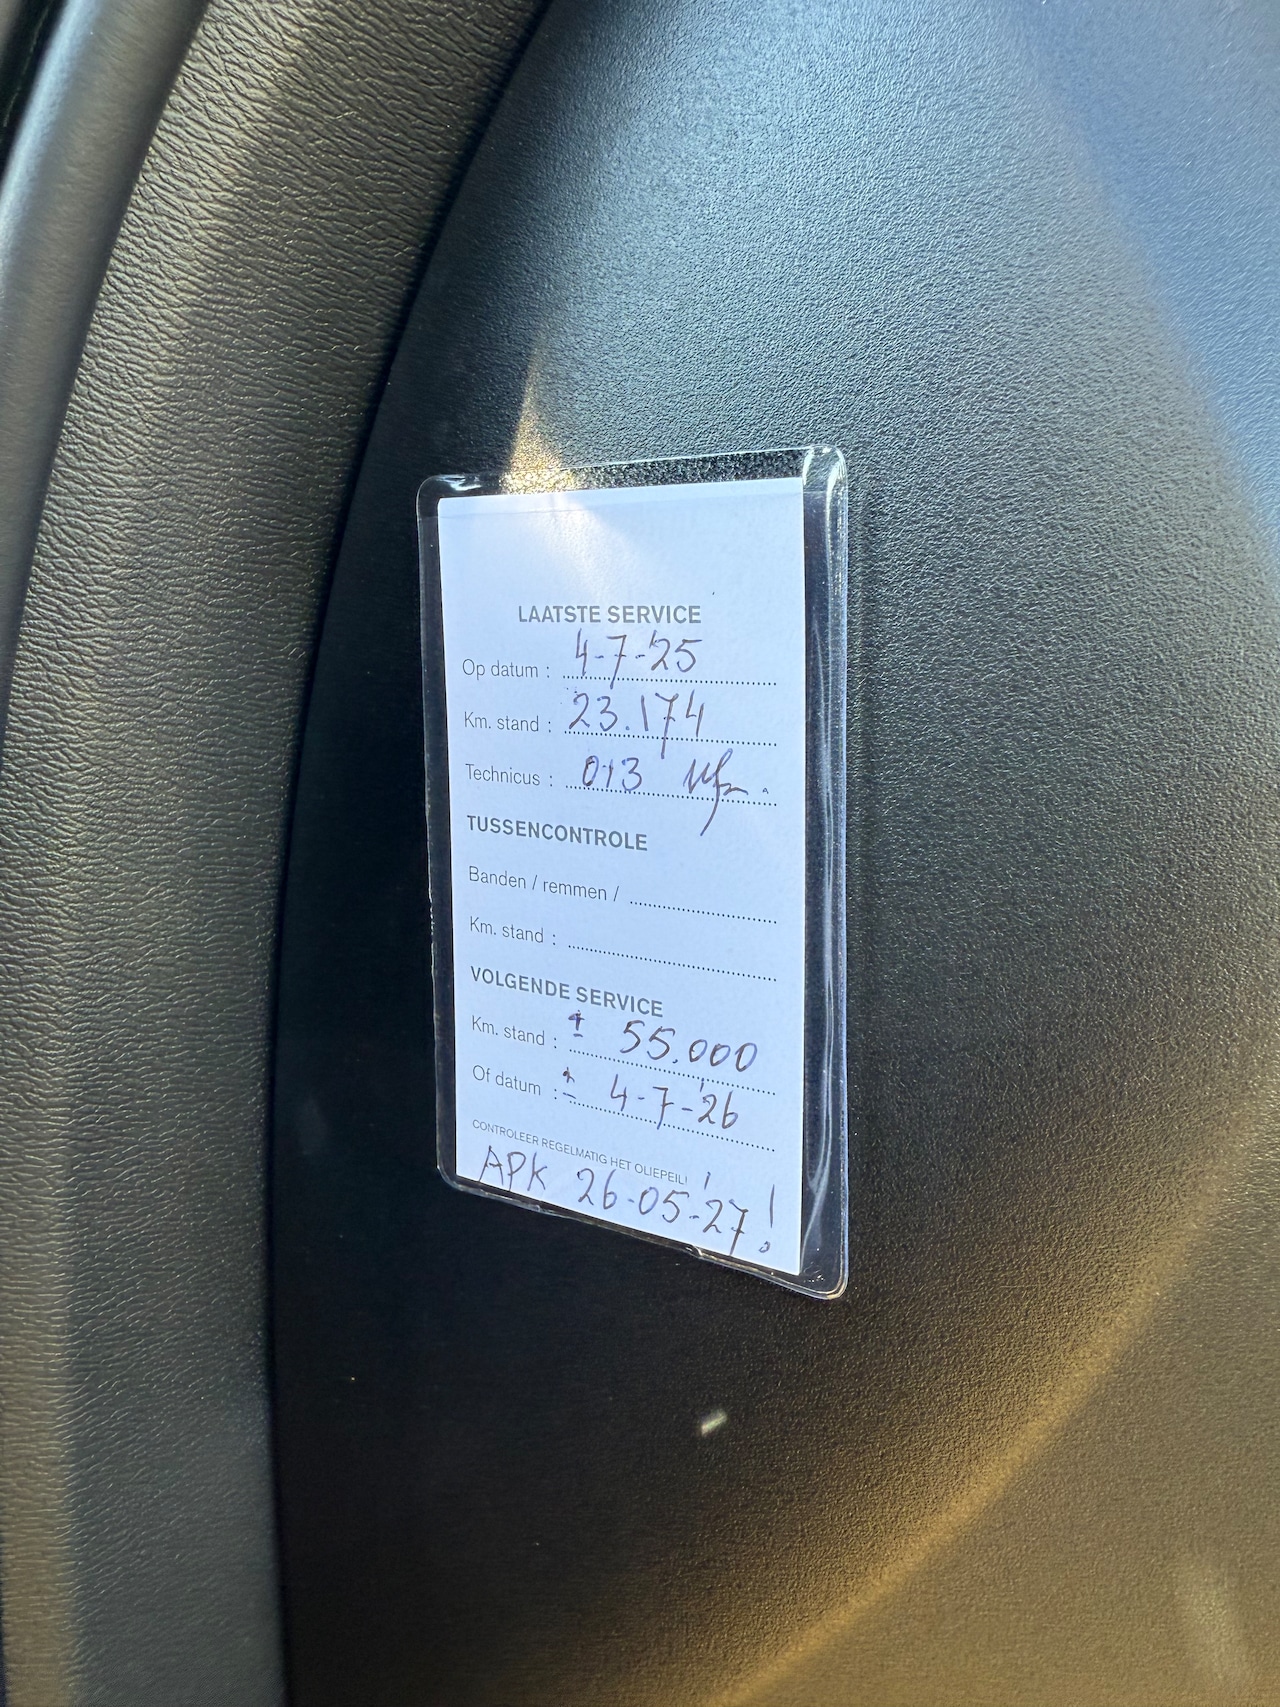 LAATSTE SERVICE
Op datum : 4-7-'25
Km. stand : 23.174
Technicus : 013
TUSSENCONTROLE
Banden / remmen /
Km. stand :
VOLGENDE SERVICE
Km. stand : ± 55.000
Of datum : ± 4-7-'26
CONTROLEER REGELMATIG HET OLIEPEIL!
APK 26-05-'27!